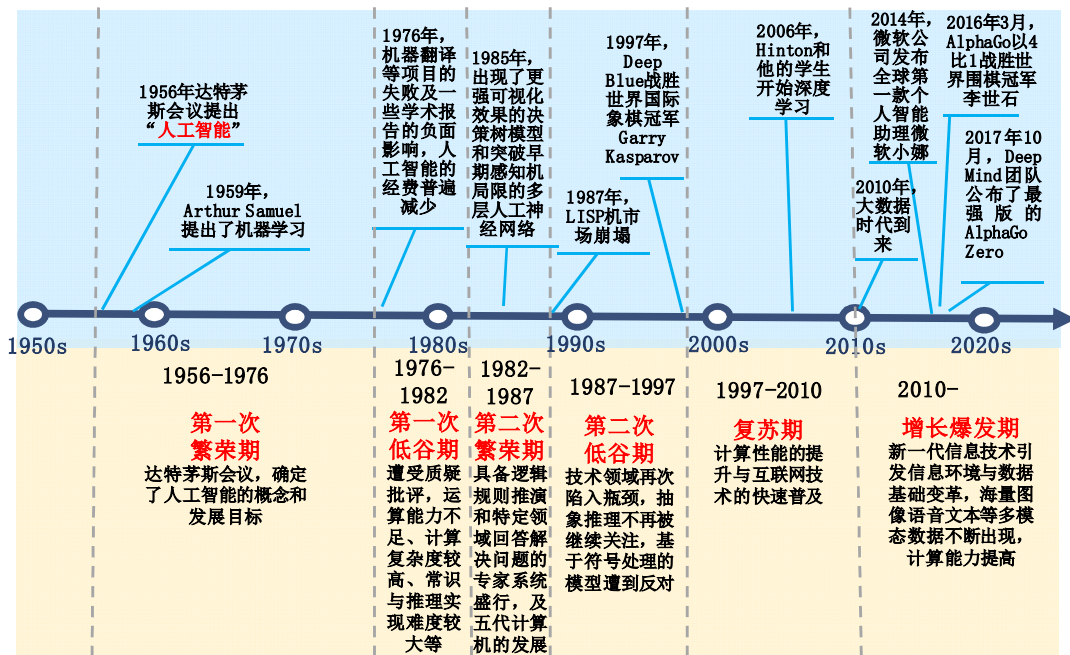 1956年达特茅
斯会议提出
“人工智能”
1959年，
Arthur Samuel
提出了机器学习
1976年，
机器翻译
等项目的
失败及一
些学术报
告的负面
影响，人
工智能的
经费普遍
减少
1985年，
出现了更
强可视化
效果的决
策树模型
和突破早
期感知机
局限的多
层人工神
经网络
1987年，
LISP机市
场崩塌
1997年，
Deep
Blue战胜
世界国际
象棋冠军
Garry
Kasparov
2006年，
Hinton和
他的学生
开始深度
学习
2010年，
大数据
时代到
来
2014年，
微软公
司发布
全球第
一款个
人智能
助理微
软小娜
2016年3月，
AlphaGo以4
比1战胜世
界围棋冠军
李世石
2017年10
月，Deep
Mind团队
公布了最
强版的
AlphaGo
Zero
1950s
1960s
1970s
1980s
1990s
2000s
2010s
2020s
1956-1976
第一次
繁荣期
达特茅斯会议，确定
了人工智能的概念和
发展目标
1976-
1982
第一次
低谷期
遭受质疑
批评，运
算能力不
足、计算
复杂度较
高、常识
与推理实
现难度较
大等
1982-
1987
第二次
繁荣期
具备逻辑
规则推演
和特定领
域回答解
决问题的
专家系统
盛行，及
五代计算
机的发展
1987-1997
第二次
低谷期
技术领域再次
陷入瓶颈，抽
象推理不再被
继续关注，基
于符号处理的
模型遭到反对
1997-2010
复苏期
计算性能的提
升与互联网技
术的快速普及
2010-
增长爆发期
新一代信息技术引
发信息环境与数据
基础变革，海量图
像语音文本等多模
态数据不断出现，
计算能力提高